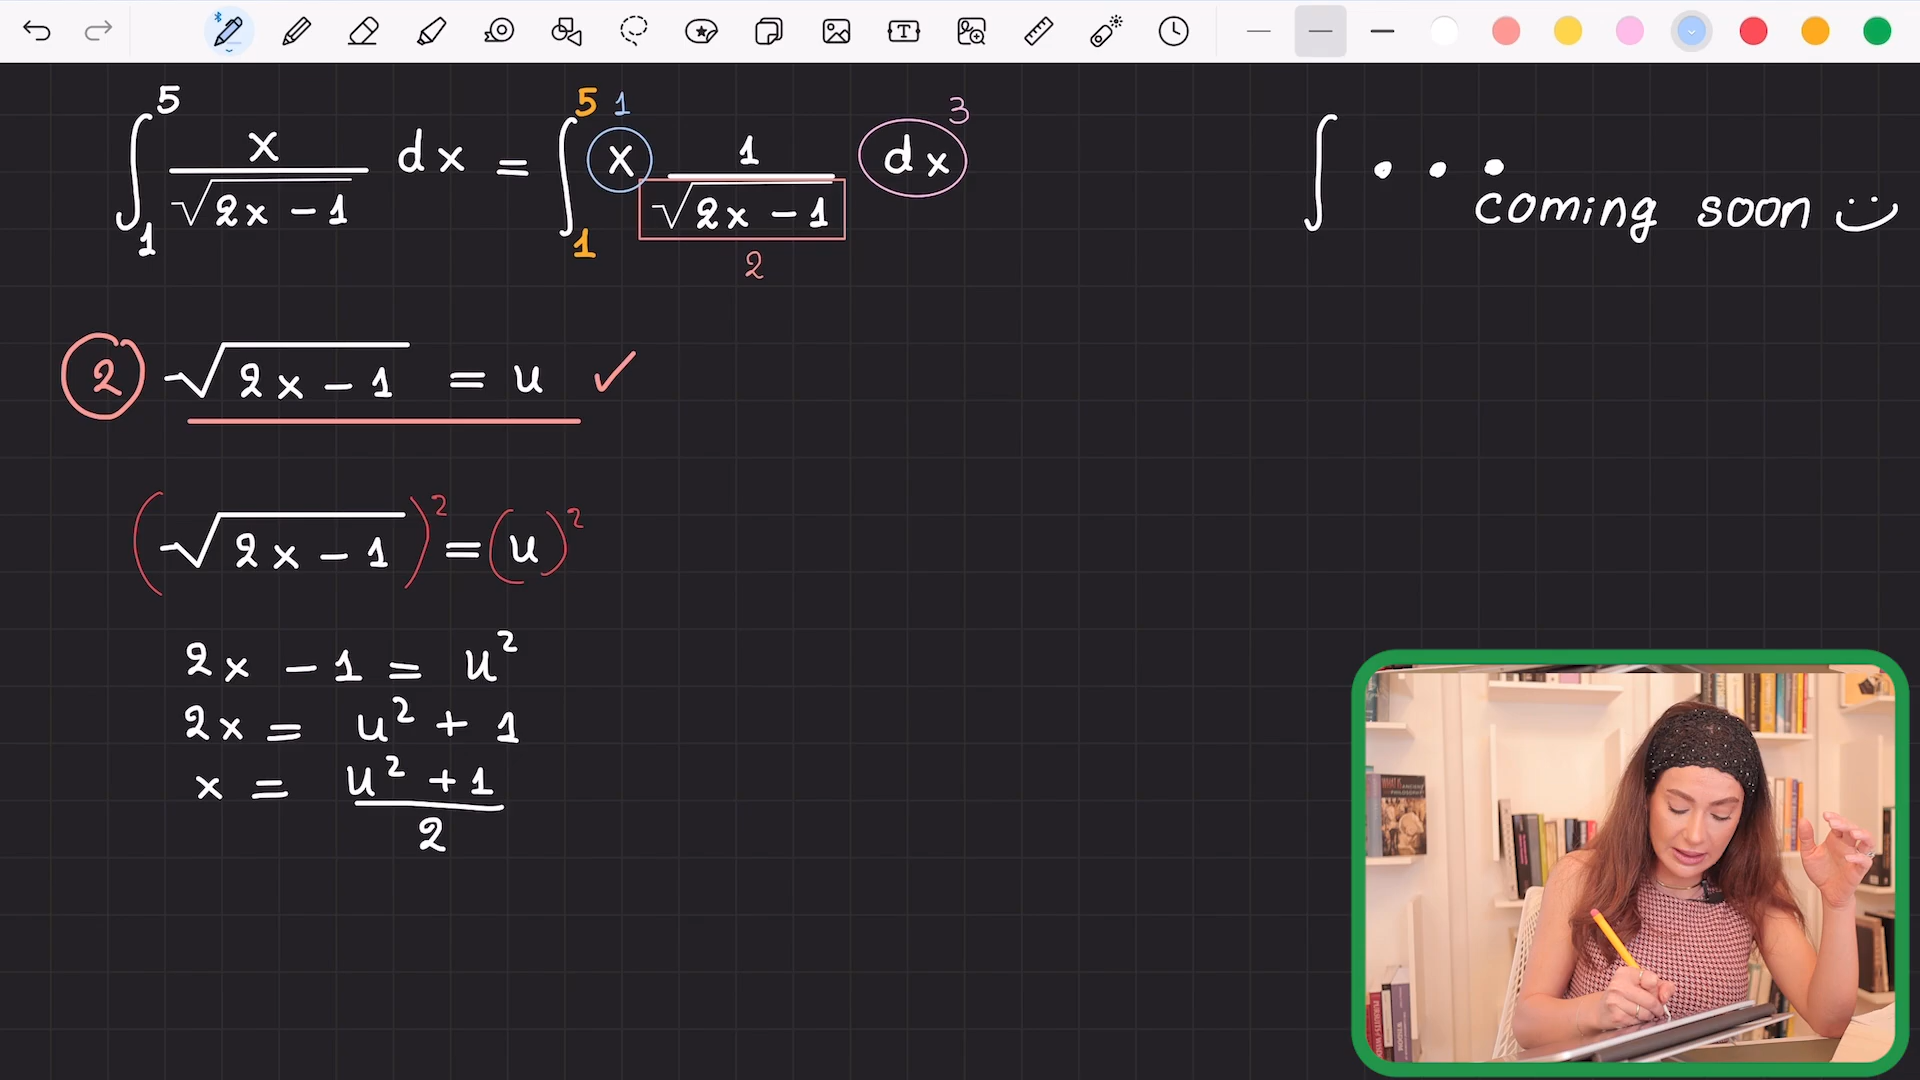 ∫₁⁵ x/√(2x − 1) dx = ∫₁⁵ x 1/√(2x − 1) dx
1 2 3
∫ • • •
coming soon :)
② √(2x − 1) = u ✓
(√(2x − 1))² = (u)²
2x − 1 = u²
2x = u² + 1
x = (u² + 1)/2